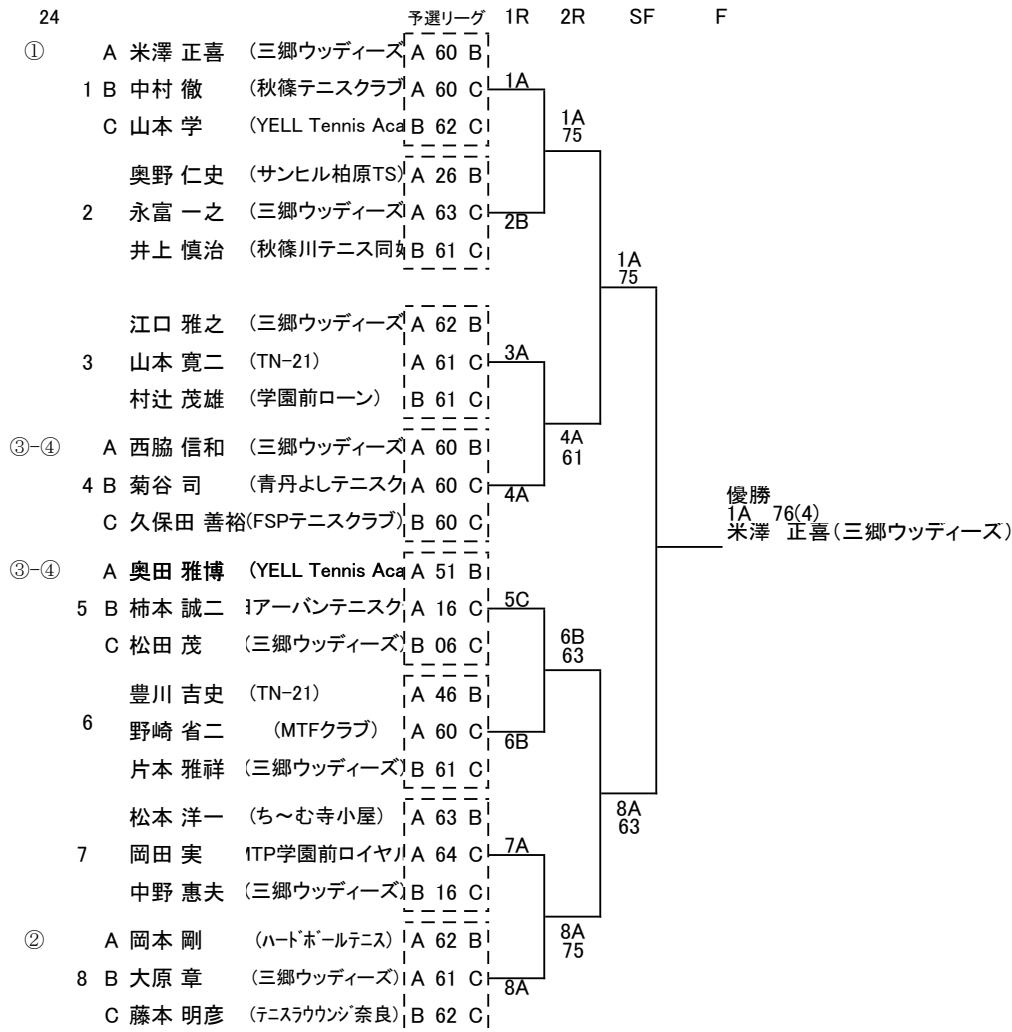 24 予選リーグ 1R 2R SF F
① A 米澤 正喜 (三郷ウッディーズ A 60 B
1 B 中村 徹 (秋篠テニスクラブ A 60 C 1A
C 山本 学 (YELL Tennis Aca B 62 C
1A
75
奥野 仁史 (サンヒル柏原TS) A 26 B
2 永富 一之 (三郷ウッディーズ A 63 C 2B
井上 慎治 (秋篠川テニス同好 B 61 C
1A
75
江口 雅之 (三郷ウッディーズ A 62 B
3 山本 寛二 (TN-21) A 61 C 3A
村辻 茂雄 (学園前ローン) B 61 C
4A
61
③-④ A 西脇 信和 (三郷ウッディーズ A 60 B
4 B 菊谷 司 (青丹よしテニスク A 60 C 4A
C 久保田 善裕(FSPテニスクラブ) B 60 C
優勝
1A 76(4)
米澤 正喜(三郷ウッディーズ)
③-④ A 奥田 雅博 (YELL Tennis Aca A 51 B
5 B 柿本 誠二 アーバンテニスク A 16 C 5C
C 松田 茂 (三郷ウッディーズ) B 06 C
6B
63
豊川 吉史 (TN-21) A 46 B
6 野崎 省二 (MTFクラブ) A 60 C 6B
片本 雅祥 (三郷ウッディーズ) B 61 C
8A
63
松本 洋一 (ち~む寺小屋) A 63 B
7 岡田 実 MTP学園前ロイヤル A 64 C 7A
中野 惠夫 (三郷ウッディーズ) B 16 C
8A
75
② A 岡本 剛 (ハードボールテニス) A 62 B
8 B 大原 章 (三郷ウッディーズ) A 61 C 8A
C 藤本 明彦 (テニスラウンジ奈良) B 62 C